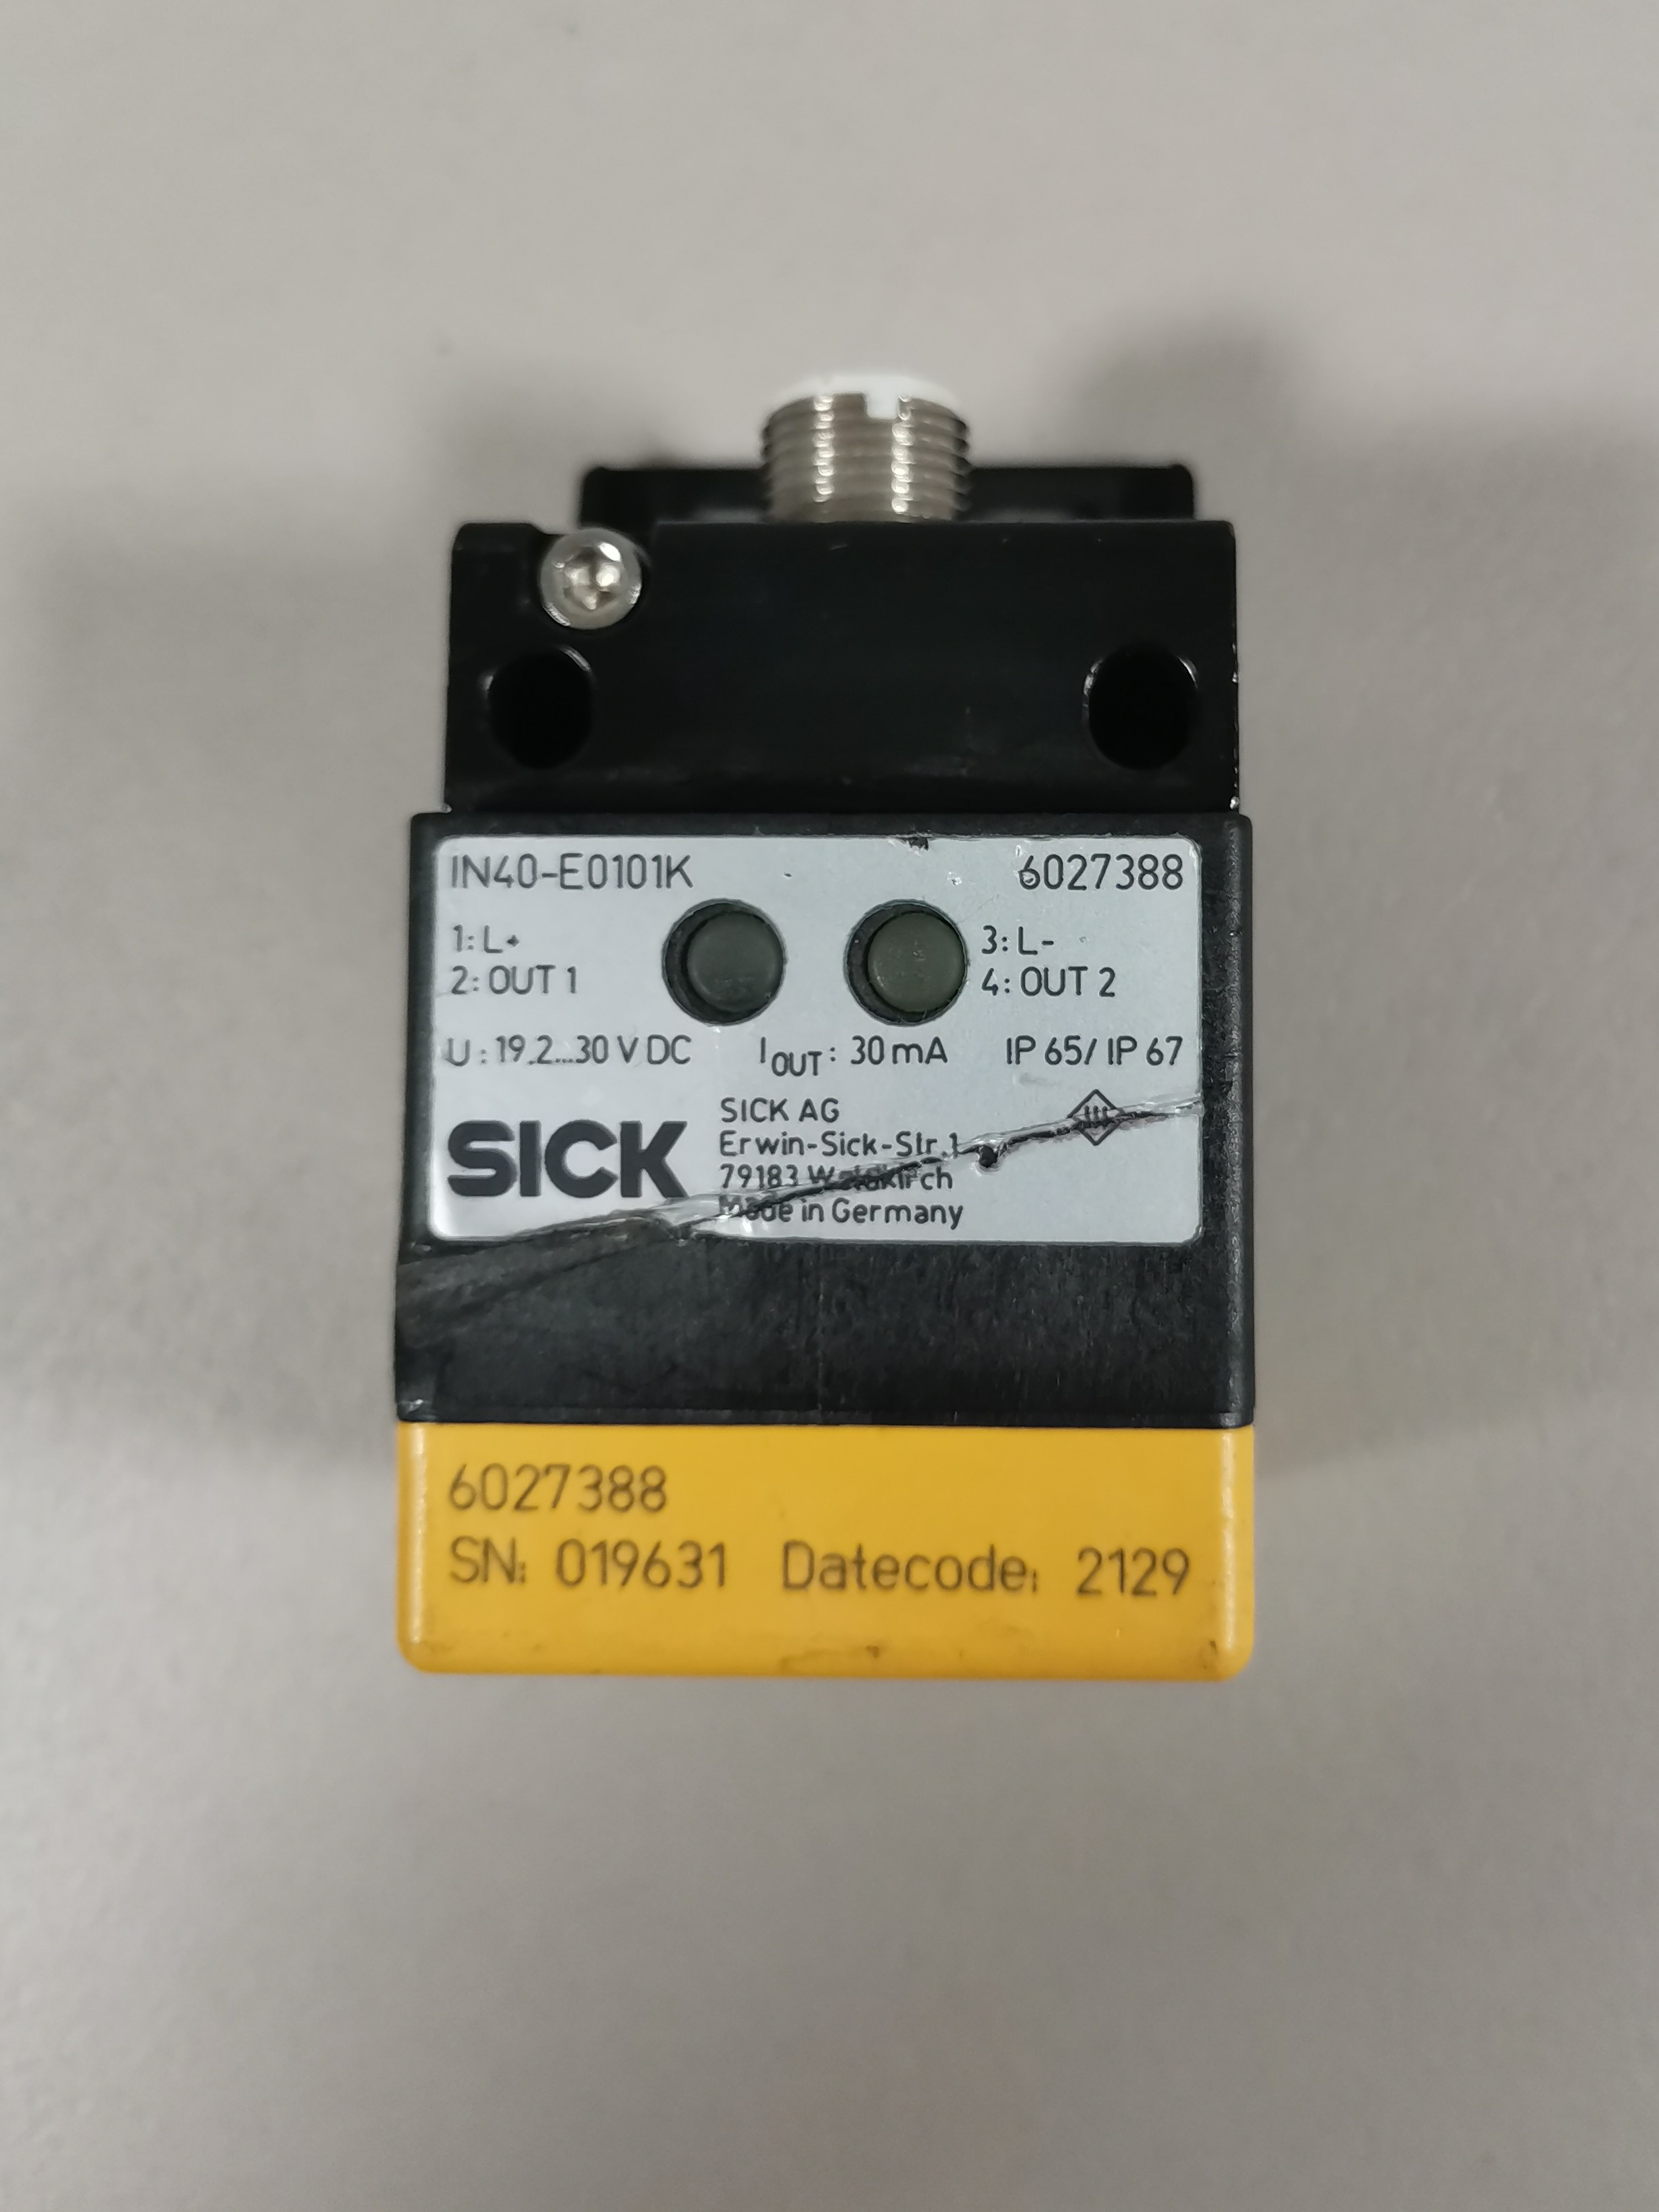 IN40-E0101K 6027388
1: L+ 3: L-
2: OUT 1 4: OUT 2
U: 19,2...30 V DC IOUT: 30 mA IP 65/ IP 67
SICK
SICK AG
Erwin-Sick-Str.1
79183 Waldkirch
Made in Germany
6027388
SN: 019631 Datecode: 2129